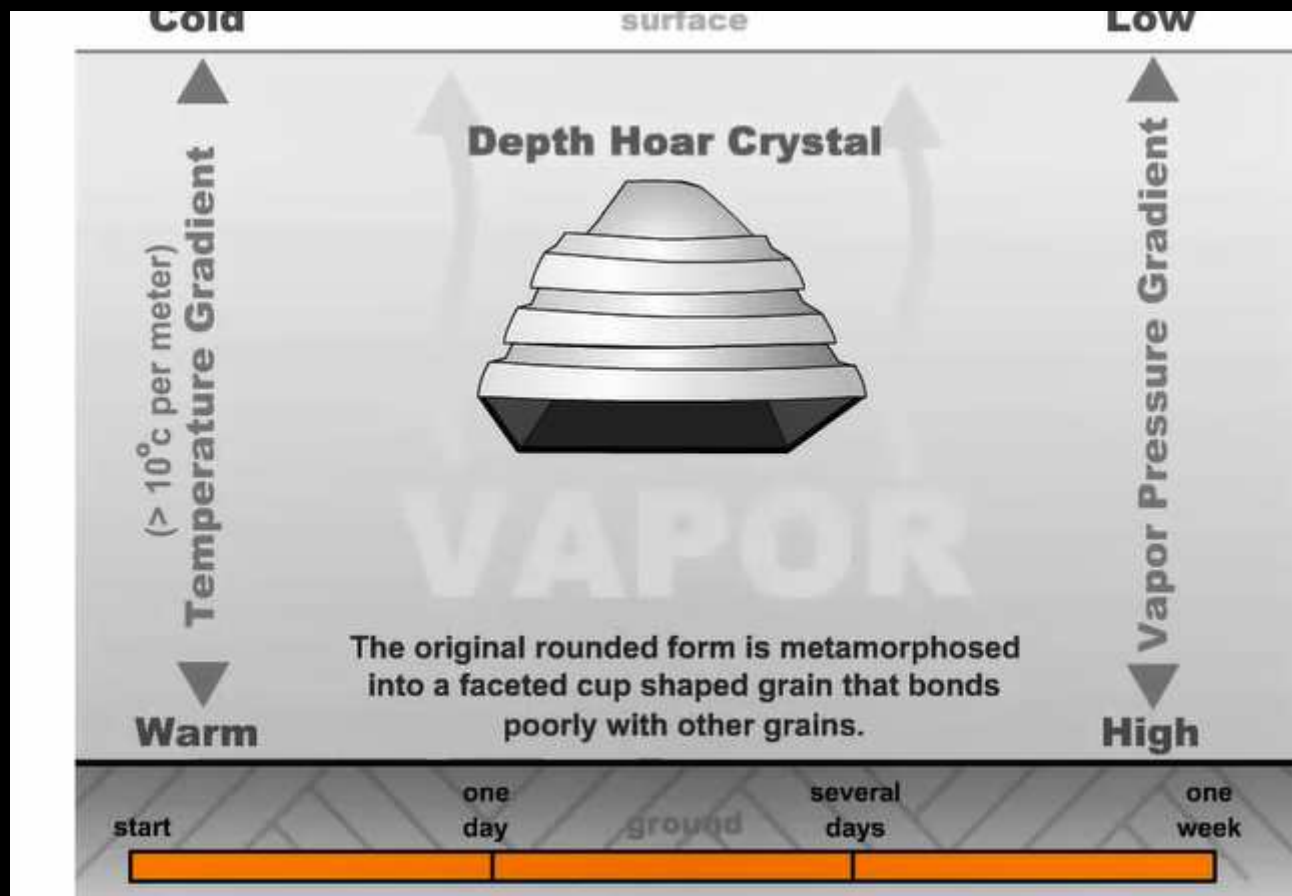 Cold
surface
Low
Depth Hoar Crystal
(> 10°c per meter)
Temperature Gradient
Vapor Pressure Gradient
VAPOR
The original rounded form is metamorphosed
into a faceted cup shaped grain that bonds
poorly with other grains.
Warm
High
start
one
day
ground
several
days
one
week